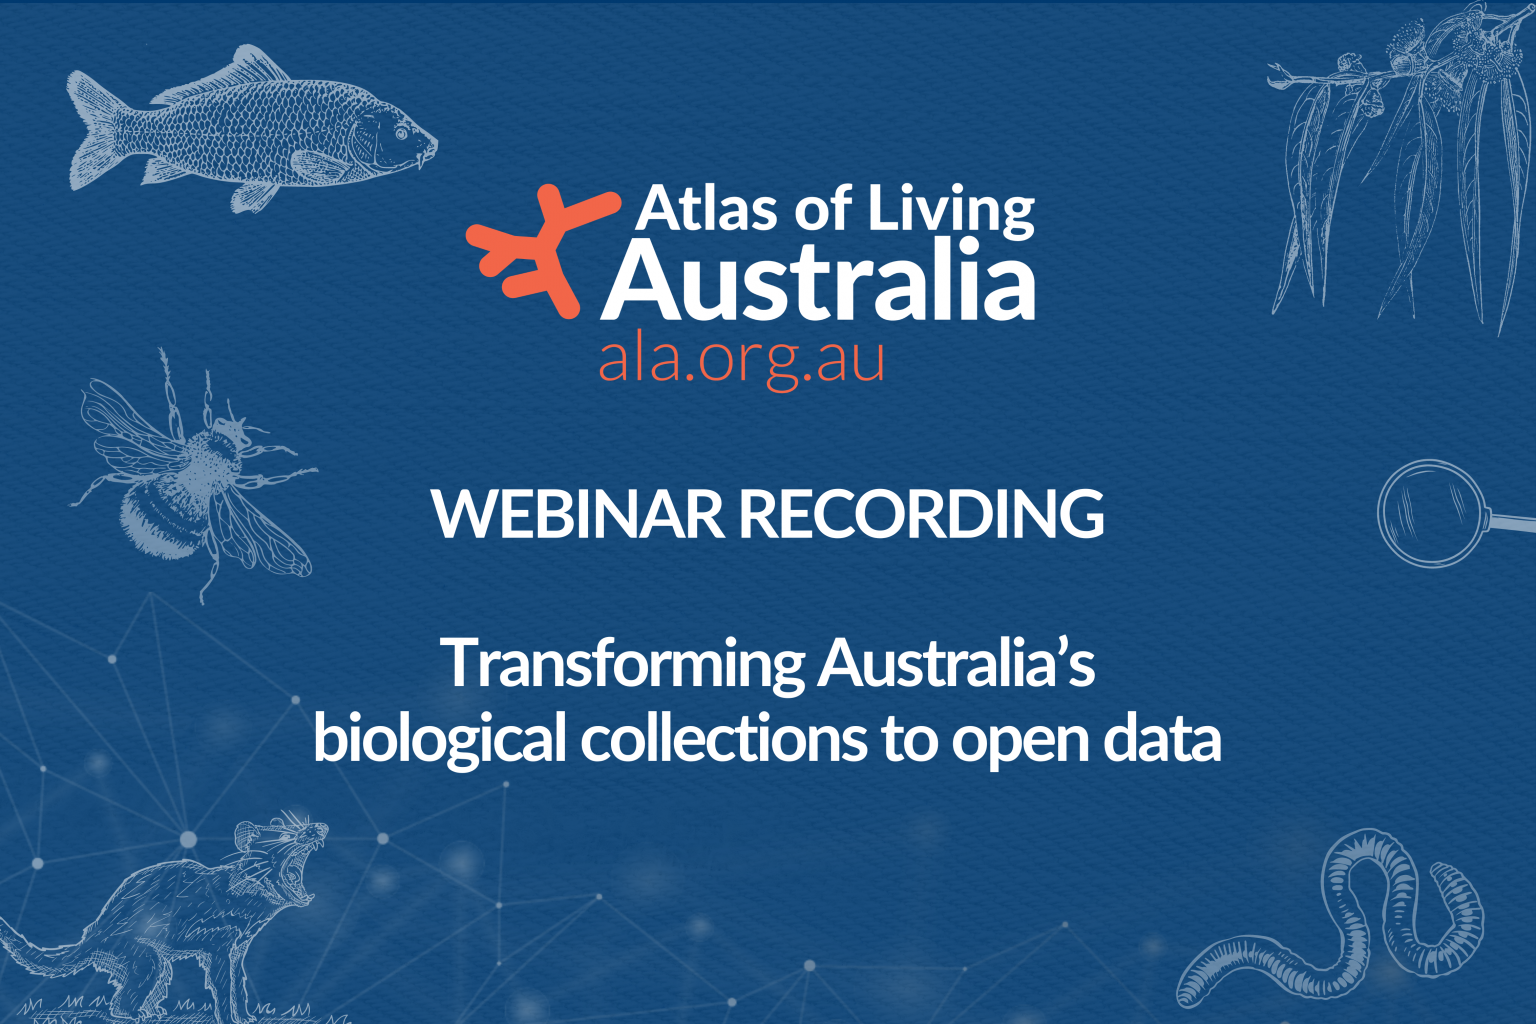 Atlas of Living
Australia
ala.org.au
WEBINAR RECORDING
Transforming Australia’s
biological collections to open data